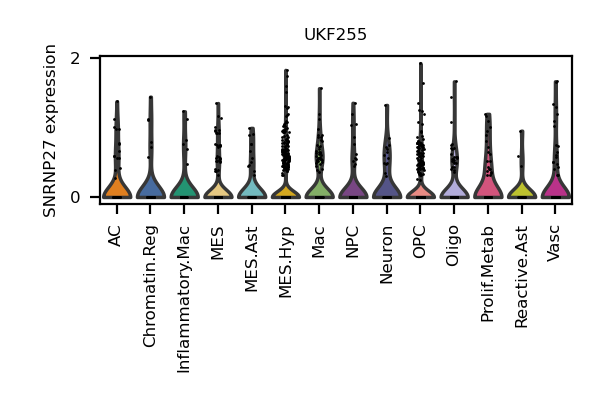 UKF255
SNRNP27 expression
2
0
AC
Chromatin.Reg
Inflammatory.Mac
MES
MES.Ast
MES.Hyp
Mac
NPC
Neuron
OPC
Oligo
Prolif.Metab
Reactive.Ast
Vasc